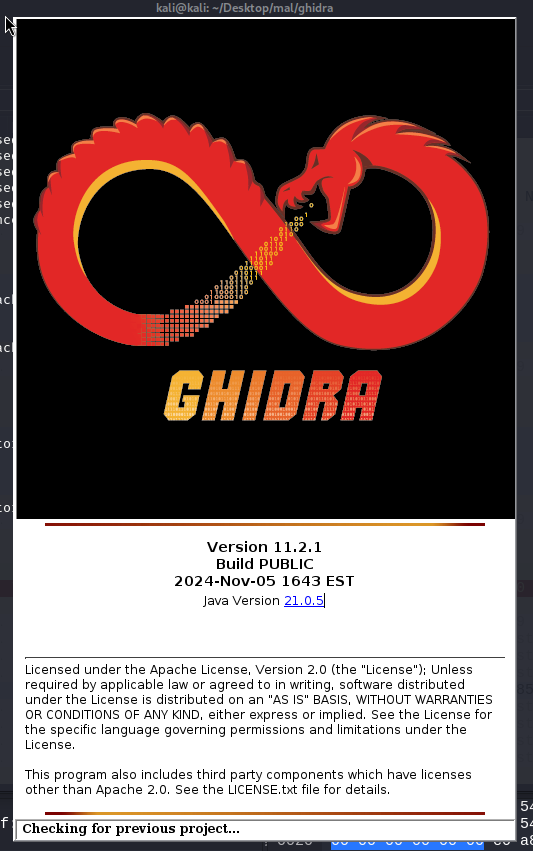 kali@kali: ~/Desktop/mal/ghidra
GHIDRA
Version 11.2.1
Build PUBLIC
2024-Nov-05 1643 EST
Java Version 21.0.5
Licensed under the Apache License, Version 2.0 (the "License"); Unless
required by applicable law or agreed to in writing, software distributed
under the License is distributed on an "AS IS" BASIS, WITHOUT WARRANTIES
OR CONDITIONS OF ANY KIND, either express or implied. See the License for
the specific language governing permissions and limitations under the
License.
This program also includes third party components which have licenses
other than Apache 2.0. See the LICENSE.txt file for details.
Checking for previous project...